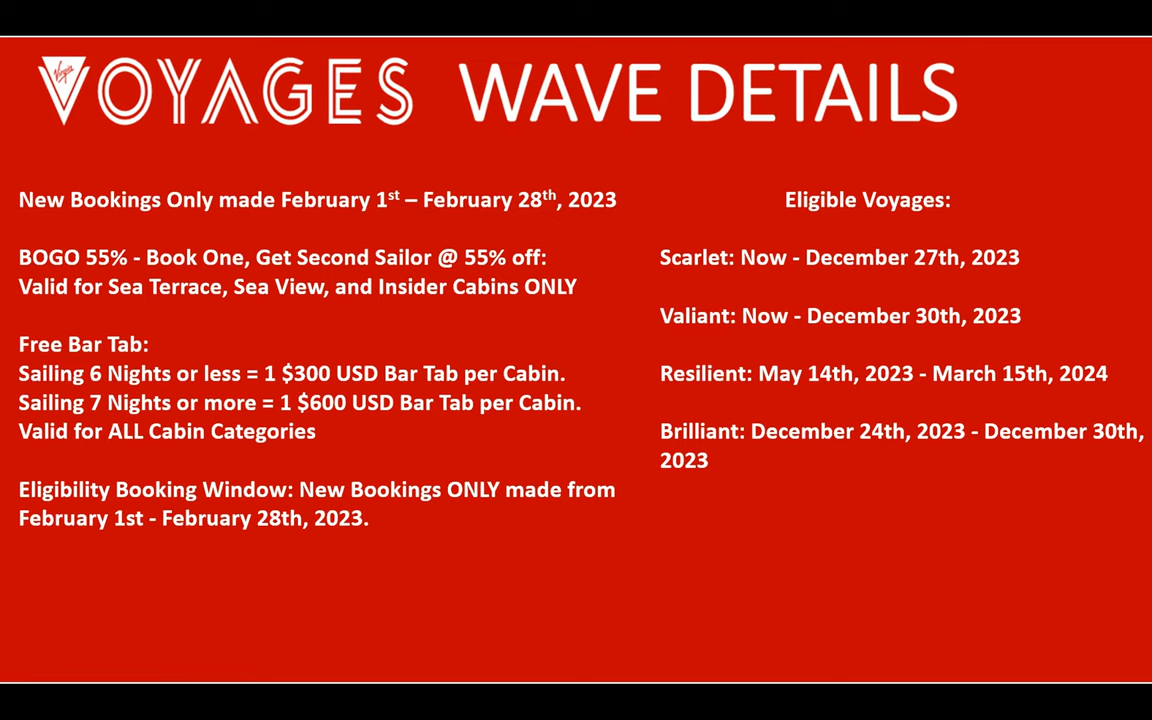 Virgin VOYAGES WAVE DETAILS
New Bookings Only made February 1st – February 28th, 2023
BOGO 55% - Book One, Get Second Sailor @ 55% off:
Valid for Sea Terrace, Sea View, and Insider Cabins ONLY
Free Bar Tab:
Sailing 6 Nights or less = 1 $300 USD Bar Tab per Cabin.
Sailing 7 Nights or more = 1 $600 USD Bar Tab per Cabin.
Valid for ALL Cabin Categories
Eligibility Booking Window: New Bookings ONLY made from
February 1st - February 28th, 2023.
Eligible Voyages:
Scarlet: Now - December 27th, 2023
Valiant: Now - December 30th, 2023
Resilient: May 14th, 2023 - March 15th, 2024
Brilliant: December 24th, 2023 - December 30th,
2023